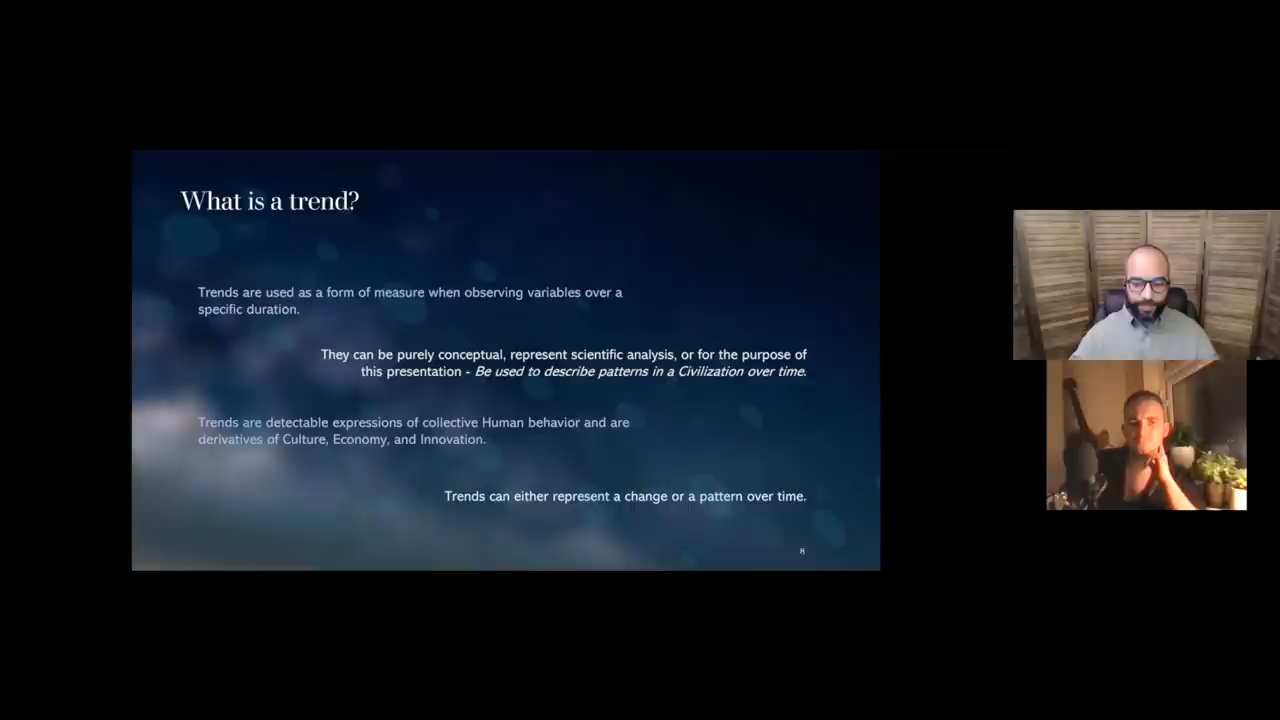 What is a trend?
Trends are used as a form of measure when observing variables over a
specific duration.
They can be purely conceptual, represent scientific analysis, or for the purpose of
this presentation - Be used to describe patterns in a Civilization over time.
Trends are detectable expressions of collective Human behavior and are
derivatives of Culture, Economy, and Innovation.
Trends can either represent a change or a pattern over time.
8